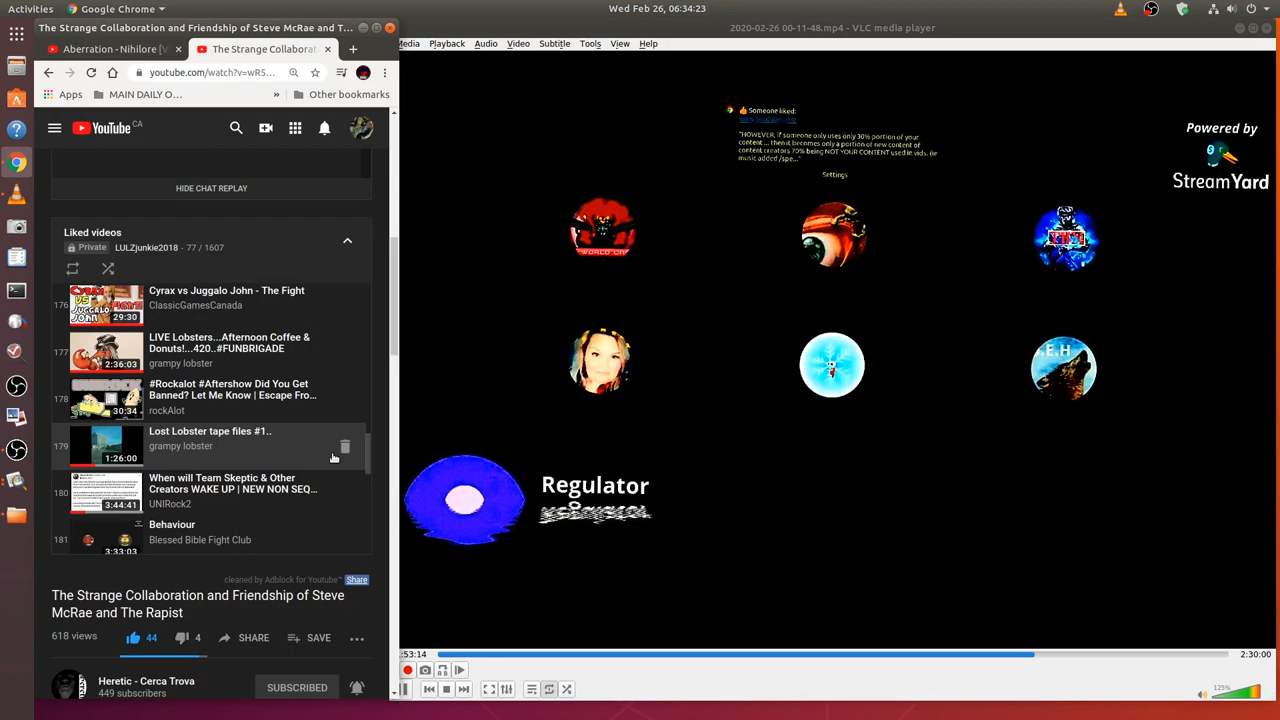 Activities
Google Chrome
Wed Feb 26, 06:34:23
The Strange Collaboration and Friendship of Steve McRae and T...
2020-02-26 00-11-48.mp4 - VLC media player
Aberration - Nihilore [
The Strange Collaborat
Media Playback Audio Video Subtitle Tools View Help
youtube.com/watch?v=wR5...
Apps
MAIN DAILY O...
»
Other bookmarks
YouTube CA
HIDE CHAT REPLAY
Liked videos
Private
LULZjunkie2018 - 77 / 1607
176
29:30
Cyrax vs Juggalo John - The Fight
ClassicGamesCanada
177
2:36:03
LIVE Lobsters...Afternoon Coffee &
Donuts!...420..#FUNBRIGADE
grampy lobster
178
30:34
#Rockalot #Aftershow Did You Get
Banned? Let Me Know | Escape Fro...
rockAlot
179
1:26:00
Lost Lobster tape files #1..
grampy lobster
180
3:44:41
When will Team Skeptic & Other
Creators WAKE UP | NEW NON SEQ...
UNIRock2
181
3:33:03
Behaviour
Blessed Bible Fight Club
cleaned by Adblock for Youtube™
Share
The Strange Collaboration and Friendship of Steve
McRae and The Rapist
618 views
44
4
SHARE
SAVE
Heretic - Cerca Trova
449 subscribers
SUBSCRIBED
Someone liked:
www.youtube.com
"HOWEVER, if someone only uses only 30% portion of your
content ... then it becomes only a portion of new content of
content creators 70% being NOT YOUR CONTENT used in vids, (ie
music added /spe..."
Settings
Powered by
StreamYard
.E.H
Regulator
:53:14
2:30:00
125%